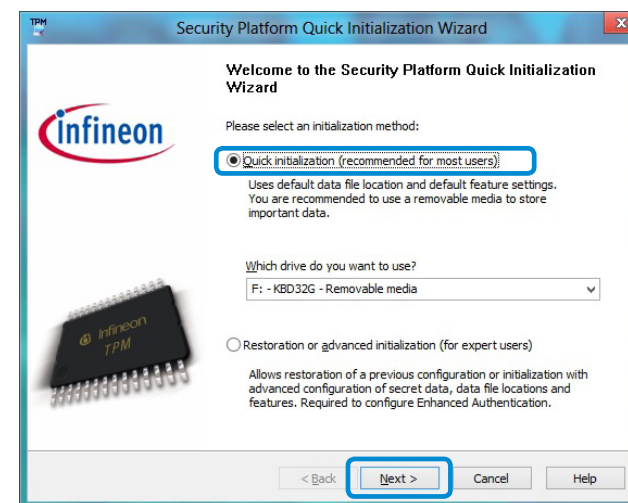 TPM
Security Platform Quick Initialization Wizard
x
Welcome to the Security Platform Quick Initialization
Wizard
Infineon
Please select an initialization method:
Quick initialization (recommended for most users)
Uses default data file location and default feature settings.
You are recommended to use a removable media to store
important data.
Which drive do you want to use?
F: - KBD32G - Removable media
Infineon
TPM
Restoration or advanced initialization (for expert users)
Allows restoration of a previous configuration or initialization with
advanced configuration of secret data, data file locations and
features. Required to configure Enhanced Authentication.
< Back
Next >
Cancel
Help